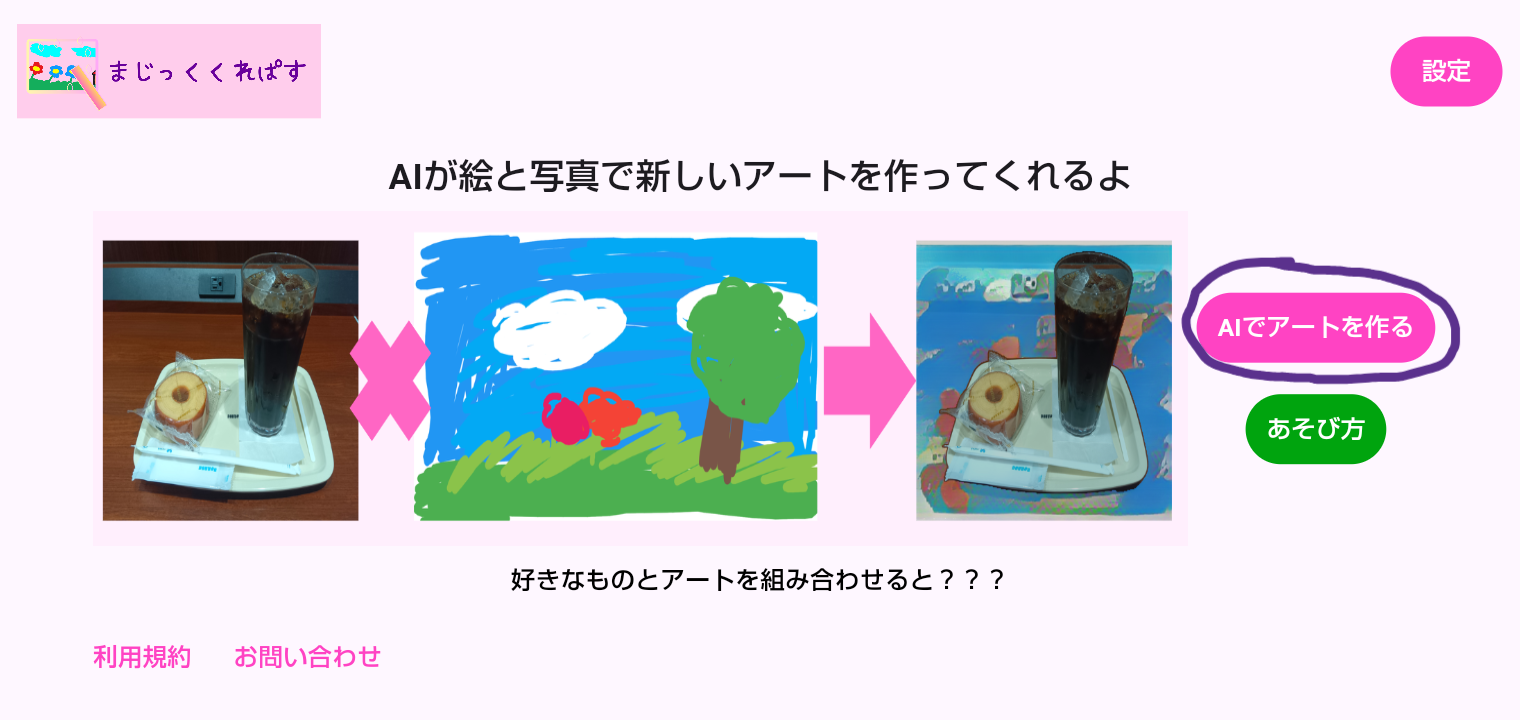 まじっくくれぱす
設定
AIが絵と写真で新しいアートを作ってくれるよ
AIでアートを作る
あそび方
好きなものとアートを組み合わせると？？？
利用規約 お問い合わせ